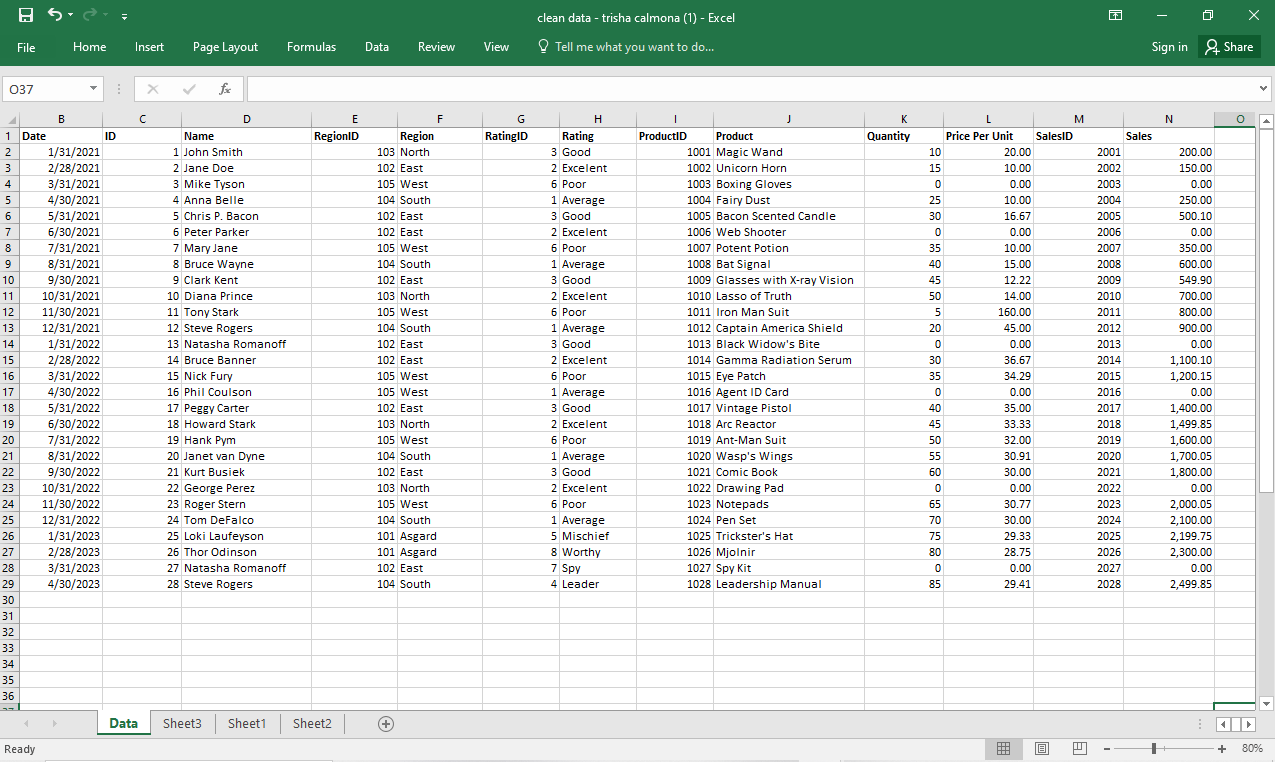 clean data - trisha calmona (1) - Excel
File Home Insert Page Layout Formulas Data Review View Tell me what you want to do... Sign in Share
O37 fx
B C D E F G H I J K L M N O
1 Date ID Name RegionID Region RatingID Rating ProductID Product Quantity Price Per Unit SalesID Sales
2 1/31/2021 1 John Smith 103 North 3 Good 1001 Magic Wand 10 20.00 2001 200.00
3 2/28/2021 2 Jane Doe 102 East 2 Excelent 1002 Unicorn Horn 15 10.00 2002 150.00
4 3/31/2021 3 Mike Tyson 105 West 6 Poor 1003 Boxing Gloves 0 0.00 2003 0.00
5 4/30/2021 4 Anna Belle 104 South 1 Average 1004 Fairy Dust 25 10.00 2004 250.00
6 5/31/2021 5 Chris P. Bacon 102 East 3 Good 1005 Bacon Scented Candle 30 16.67 2005 500.10
7 6/30/2021 6 Peter Parker 102 East 2 Excelent 1006 Web Shooter 0 0.00 2006 0.00
8 7/31/2021 7 Mary Jane 105 West 6 Poor 1007 Potent Potion 35 10.00 2007 350.00
9 8/31/2021 8 Bruce Wayne 104 South 1 Average 1008 Bat Signal 40 15.00 2008 600.00
10 9/30/2021 9 Clark Kent 102 East 3 Good 1009 Glasses with X-ray Vision 45 12.22 2009 549.90
11 10/31/2021 10 Diana Prince 103 North 2 Excelent 1010 Lasso of Truth 50 14.00 2010 700.00
12 11/30/2021 11 Tony Stark 105 West 6 Poor 1011 Iron Man Suit 5 160.00 2011 800.00
13 12/31/2021 12 Steve Rogers 104 South 1 Average 1012 Captain America Shield 20 45.00 2012 900.00
14 1/31/2022 13 Natasha Romanoff 102 East 3 Good 1013 Black Widow's Bite 0 0.00 2013 0.00
15 2/28/2022 14 Bruce Banner 102 East 2 Excelent 1014 Gamma Radiation Serum 30 36.67 2014 1,100.10
16 3/31/2022 15 Nick Fury 105 West 6 Poor 1015 Eye Patch 35 34.29 2015 1,200.15
17 4/30/2022 16 Phil Coulson 105 West 1 Average 1016 Agent ID Card 0 0.00 2016 0.00
18 5/31/2022 17 Peggy Carter 102 East 3 Good 1017 Vintage Pistol 40 35.00 2017 1,400.00
19 6/30/2022 18 Howard Stark 103 North 2 Excelent 1018 Arc Reactor 45 33.33 2018 1,499.85
20 7/31/2022 19 Hank Pym 105 West 6 Poor 1019 Ant-Man Suit 50 32.00 2019 1,600.00
21 8/31/2022 20 Janet van Dyne 104 South 1 Average 1020 Wasp's Wings 55 30.91 2020 1,700.05
22 9/30/2022 21 Kurt Busiek 102 East 3 Good 1021 Comic Book 60 30.00 2021 1,800.00
23 10/31/2022 22 George Perez 103 North 2 Excelent 1022 Drawing Pad 0 0.00 2022 0.00
24 11/30/2022 23 Roger Stern 105 West 6 Poor 1023 Notepads 65 30.77 2023 2,000.05
25 12/31/2022 24 Tom DeFalco 104 South 1 Average 1024 Pen Set 70 30.00 2024 2,100.00
26 1/31/2023 25 Loki Laufeyson 101 Asgard 5 Mischief 1025 Trickster's Hat 75 29.33 2025 2,199.75
27 2/28/2023 26 Thor Odinson 101 Asgard 8 Worthy 1026 Mjolnir 80 28.75 2026 2,300.00
28 3/31/2023 27 Natasha Romanoff 102 East 7 Spy 1027 Spy Kit 0 0.00 2027 0.00
29 4/30/2023 28 Steve Rogers 104 South 4 Leader 1028 Leadership Manual 85 29.41 2028 2,499.85
30
31
32
33
34
35
36
37
Data Sheet3 Sheet1 Sheet2
Ready 80%